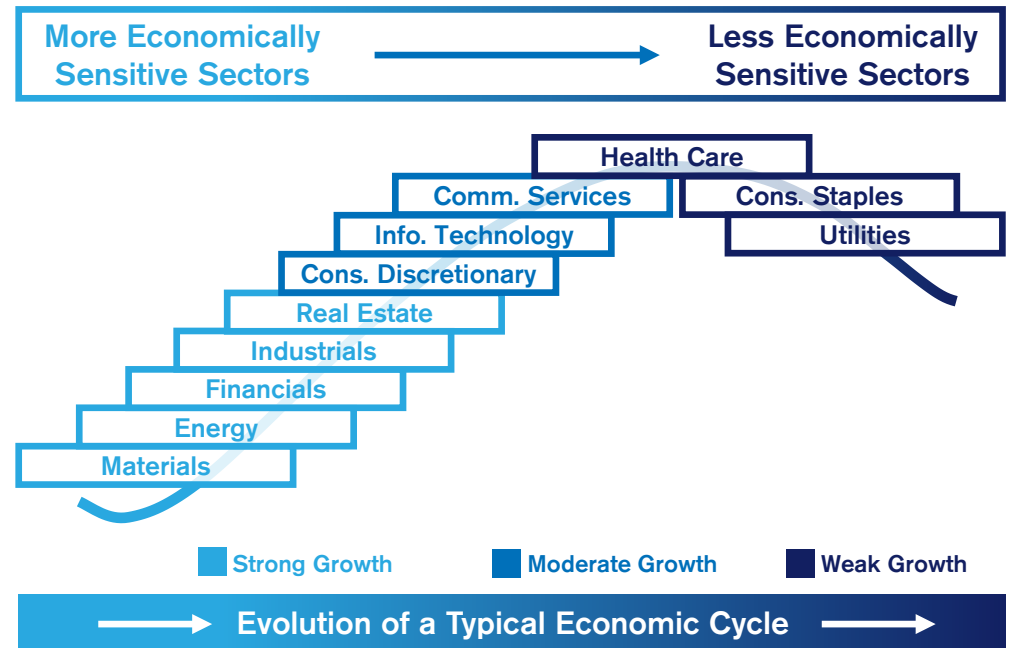 More Economically
Sensitive Sectors
Less Economically
Sensitive Sectors
Health Care
Comm. Services
Cons. Staples
Info. Technology
Utilities
Cons. Discretionary
Real Estate
Industrials
Financials
Energy
Materials
Strong Growth
Moderate Growth
Weak Growth
Evolution of a Typical Economic Cycle